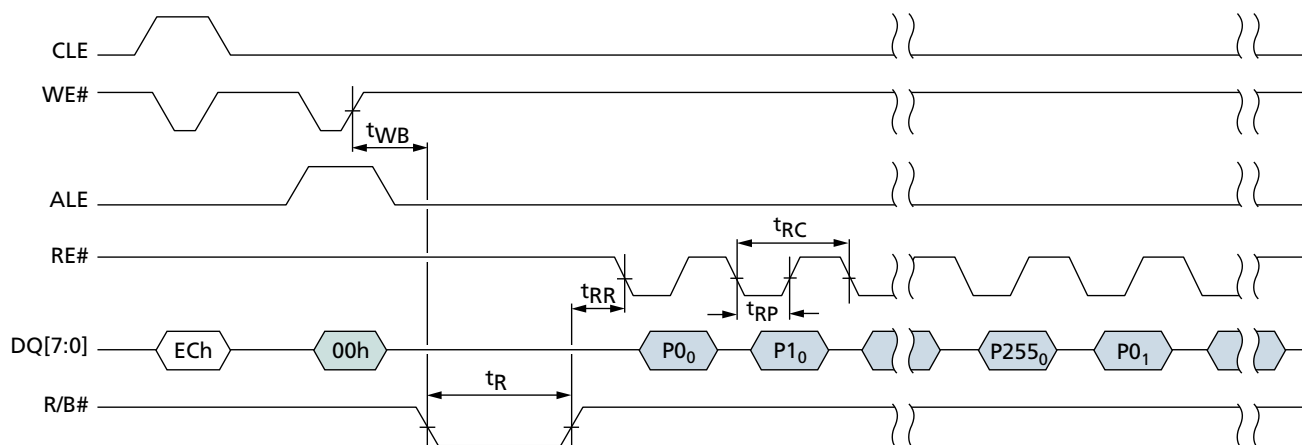 CLE
WE#
tWB
ALE
tRC
RE#
tRR
tRP
DQ[7:0]
ECh
00h
P0₀
P1₀
P255₀
P0₁
tR
R/B#